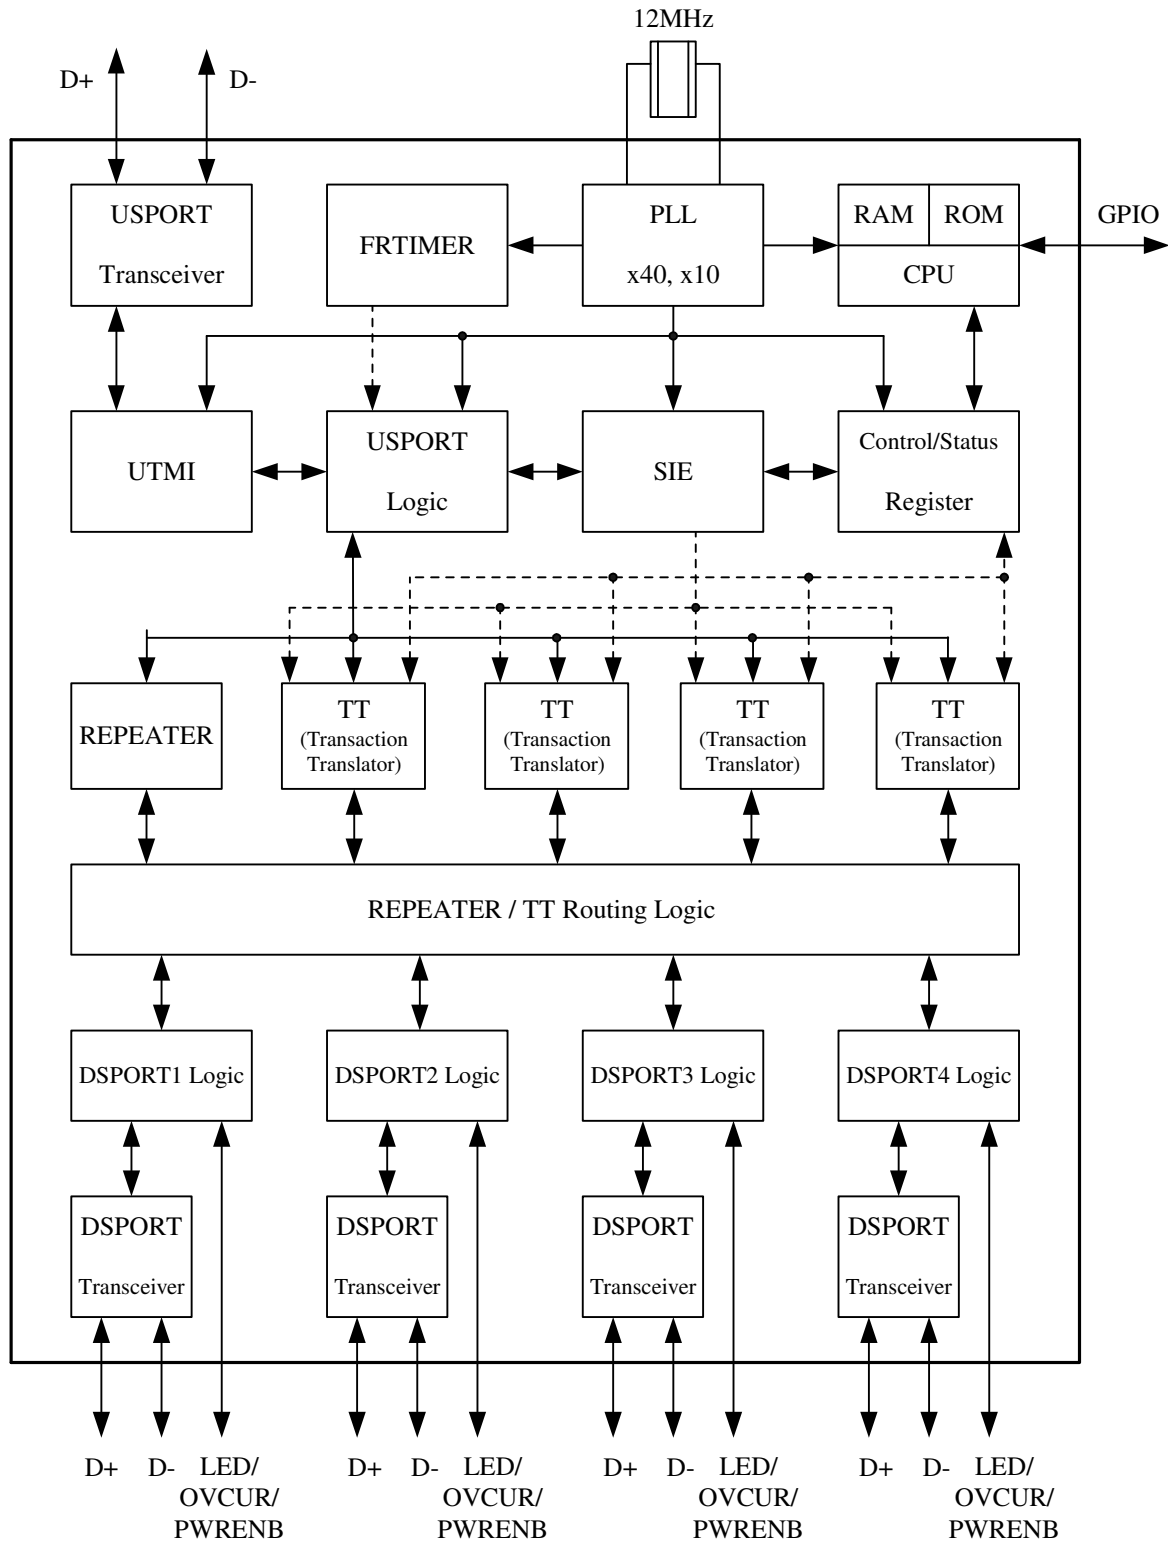 12MHz
D+
D-
USPORT
Transceiver
FRTIMER
PLL
x40, x10
RAM
ROM
CPU
GPIO
UTMI
USPORT
Logic
SIE
Control/Status
Register
REPEATER
TT
(Transaction
Translator)
TT
(Transaction
Translator)
TT
(Transaction
Translator)
TT
(Transaction
Translator)
REPEATER / TT Routing Logic
DSPORT1 Logic
DSPORT2 Logic
DSPORT3 Logic
DSPORT4 Logic
DSPORT
Transceiver
DSPORT
Transceiver
DSPORT
Transceiver
DSPORT
Transceiver
D+
D-
LED/
OVCUR/
PWRENB
D+
D-
LED/
OVCUR/
PWRENB
D+
D-
LED/
OVCUR/
PWRENB
D+
D-
LED/
OVCUR/
PWRENB